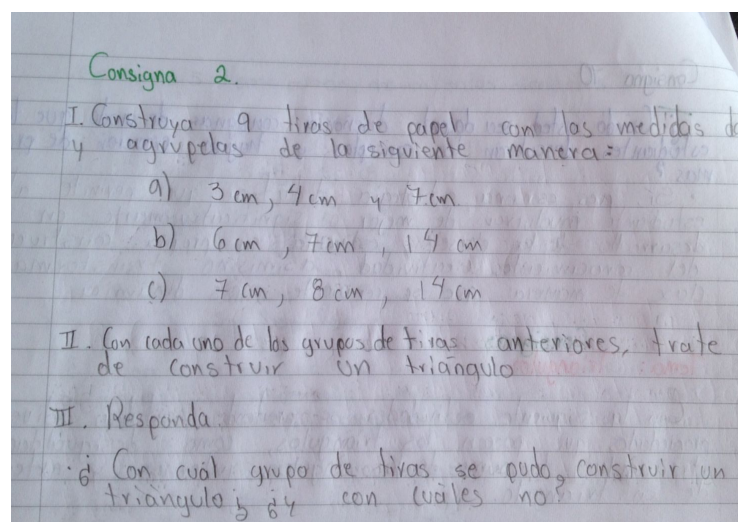 Consigna 2.
I. Construya 9 tiras de papel con las medidas d
y agrupelas de la siguiente manera:
a) 3 cm, 4 cm y 7 cm
b) 6 cm, 7 cm, 14 cm
c) 7 cm, 8 cm, 14 cm
II. Con cada uno de los grupos de tiras anteriores, trate
de construir un triángulo
III. Responda.
¿Con cuál grupo de tiras se pudo construir un
triangulo; ¿y con cuáles no?